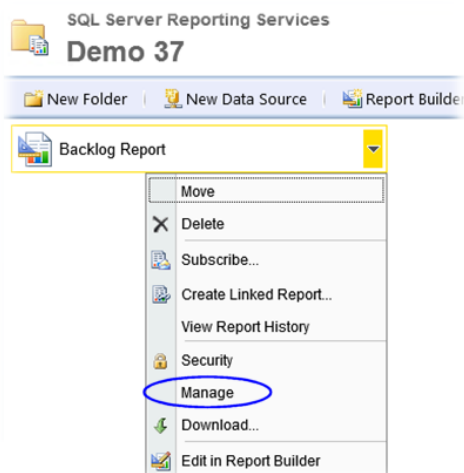 SQL Server Reporting Services
Demo 37
New Folder New Data Source Report Builder
Backlog Report
Move
Delete
Subscribe...
Create Linked Report...
View Report History
Security
Manage
Download...
Edit in Report Builder